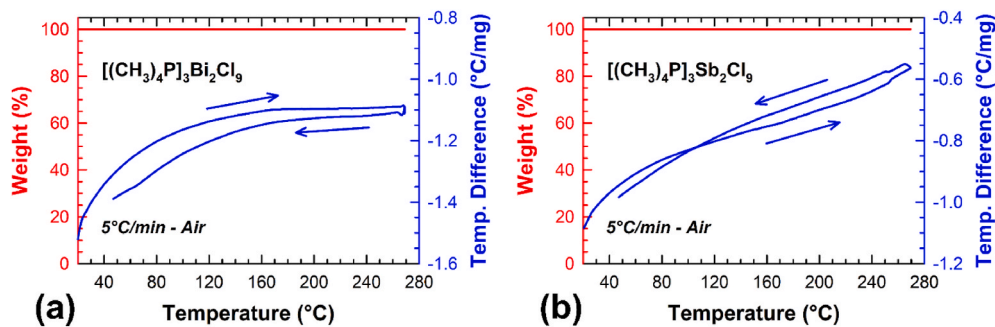 Weight (%)
100
80
60
40
20
0
[(CH₃)₄P]₃Bi₂Cl₉
5°C/min - Air
-0.8
-1.0
-1.2
-1.4
-1.6
Temp. Difference (°C/mg)
40 80 120 160 200 240 280
Temperature (°C)
(a)
Weight (%)
100
80
60
40
20
0
[(CH₃)₄P]₃Sb₂Cl₉
5°C/min - Air
-0.4
-0.6
-0.8
-1.0
-1.2
Temp. Difference (°C/mg)
40 80 120 160 200 240 280
Temperature (°C)
(b)